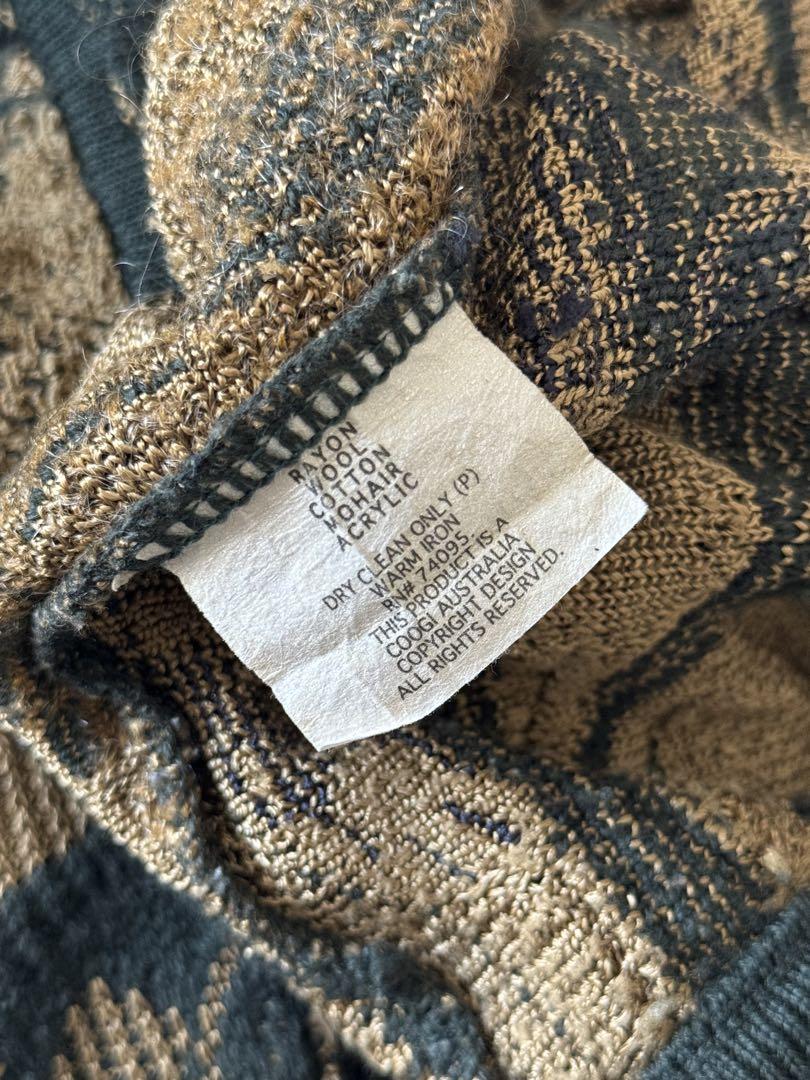 RAYON
WOOL
COTTON
MOHAIR
ACRYLIC
DRY CLEAN ONLY (P)
WARM IRON
RN# 74095
THIS PRODUCT IS A
COOGI AUSTRALIA
COPYRIGHT DESIGN
ALL RIGHTS RESERVED.